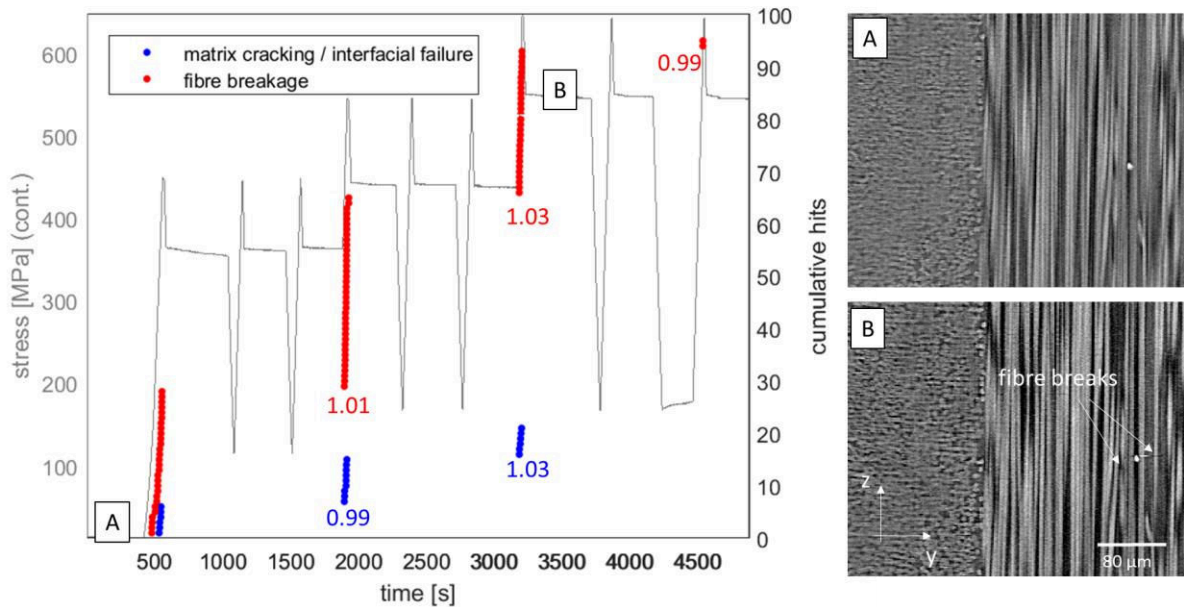 stress [MPa] (cont.)
650
600
500
400
300
200
100
matrix cracking / interfacial failure
fibre breakage
A
B
1.01
0.99
1.03
1.03
0.99
500 1000 1500 2000 2500 3000 3500 4000 4500
time [s]
100
90
80
70
60
50
40
30
20
10
0
cumulative hits
A
B
fibre breaks
z
y
80 µm